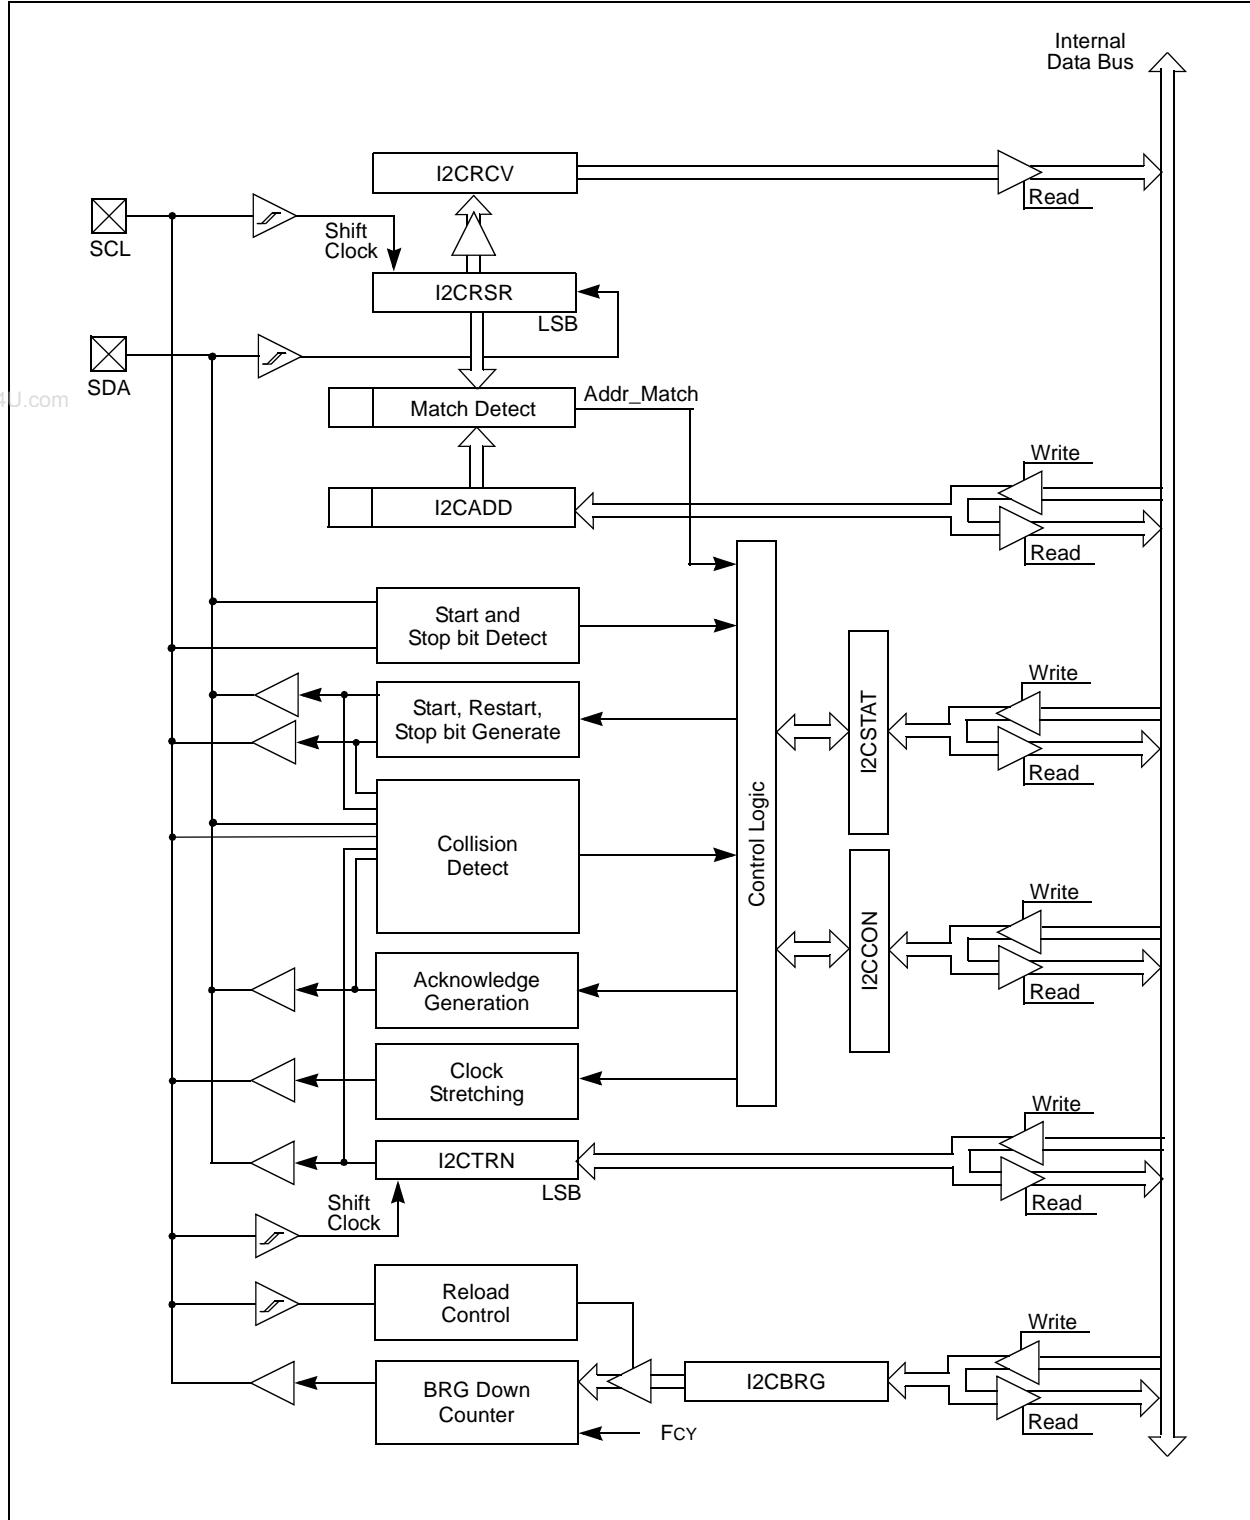 Internal
Data Bus
I2CRCV
Read
Shift
Clock
SCL
I2CRSR
LSB
SDA
4U.com
Match Detect
Addr_Match
Write
I2CADD
Read
Start and
Stop bit Detect
Write
Start, Restart,
Stop bit Generate
I2CSTAT
Read
Control Logic
Collision
Detect
Write
I2CCON
Acknowledge
Generation
Read
Clock
Stretching
Write
I2CTRN
LSB
Read
Shift
Clock
Reload
Control
Write
I2CBRG
BRG Down
Counter
Read
FCY